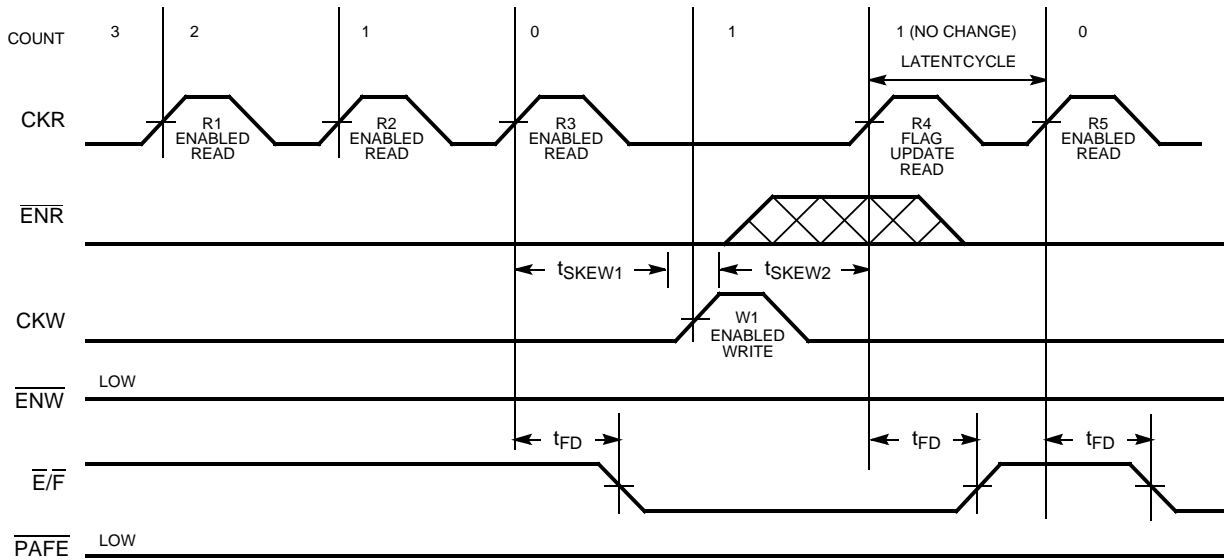 COUNT 3 2 1 0 1 1 (NO CHANGE) 0
LATENTCYCLE
CKR
R1
ENABLED
READ
R2
ENABLED
READ
R3
ENABLED
READ
R4
FLAG
UPDATE
READ
R5
ENABLED
READ
ENR
tSKEW1 tSKEW2
CKW
W1
ENABLED
WRITE
LOW
ENW
tFD tFD tFD
E/F
LOW
PAFE